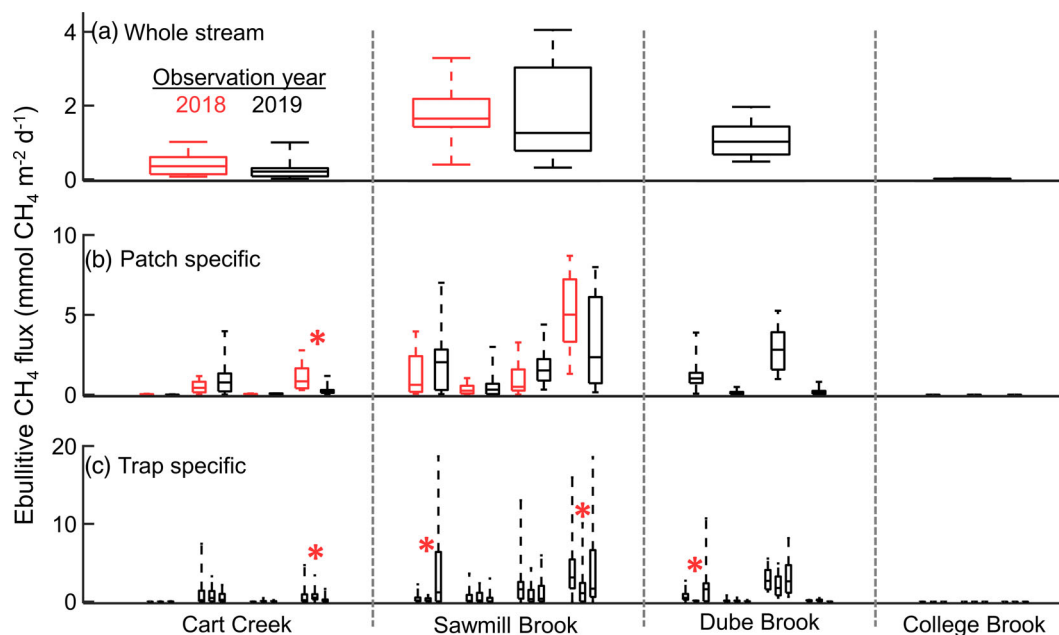 Ebullitive CH4 flux (mmol CH4 m-2 d-1)
(a) Whole stream
Observation year
2018 2019
4
2
0
(b) Patch specific
10
5
0
*
(c) Trap specific
20
10
0
* * * *
Cart Creek Sawmill Brook Dube Brook College Brook